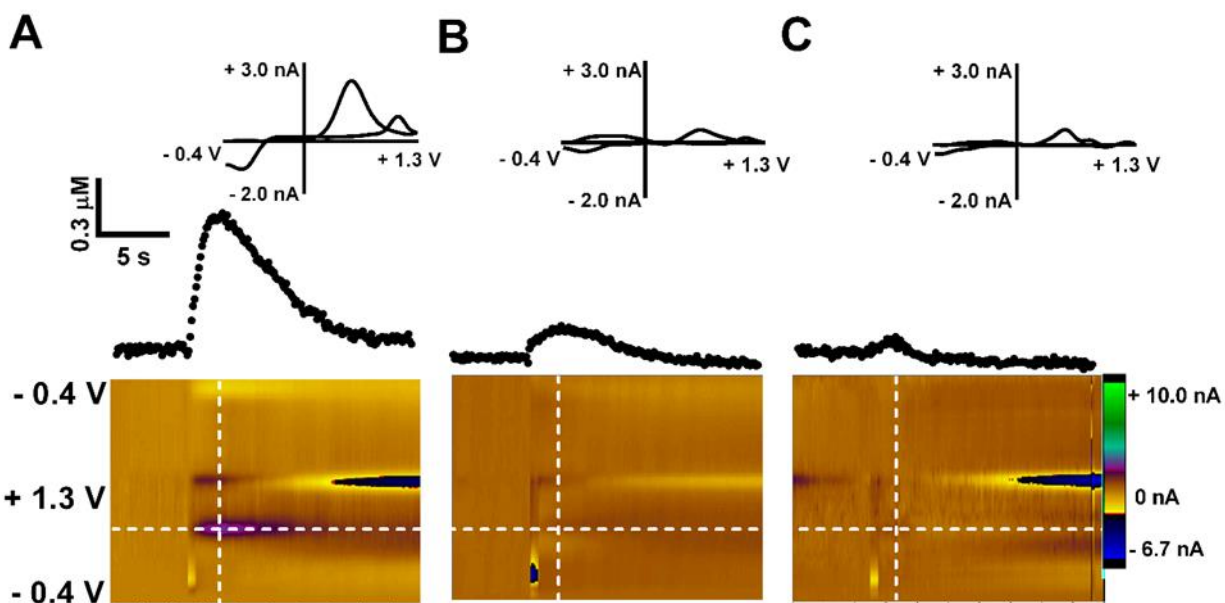 A
B
C
+ 3.0 nA
- 0.4 V
+ 1.3 V
- 2.0 nA
+ 3.0 nA
- 0.4 V
+ 1.3 V
- 2.0 nA
+ 3.0 nA
- 0.4 V
+ 1.3 V
- 2.0 nA
0.3 µM
5 s
- 0.4 V
+ 1.3 V
- 0.4 V
+ 10.0 nA
0 nA
- 6.7 nA